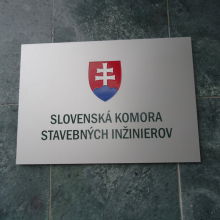 SLOVENSKÁ KOMORA
STAVEBNÝCH INŽINIEROV